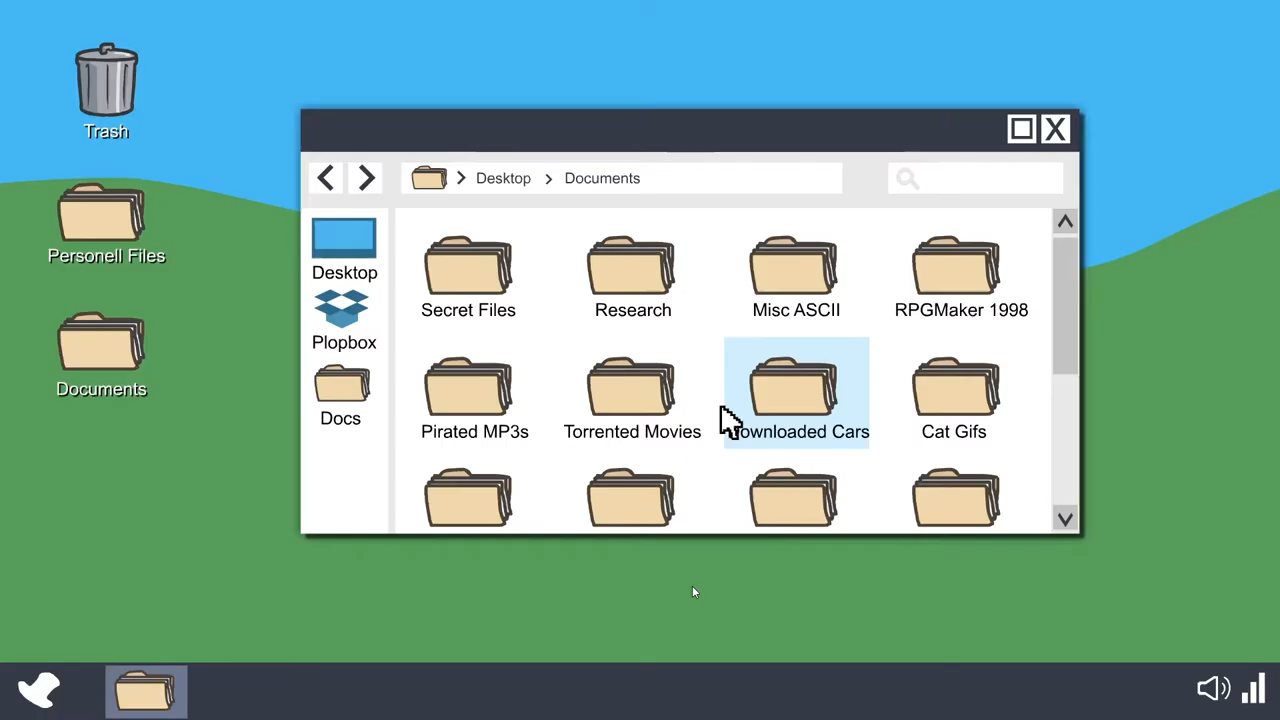 Trash
Personell Files
Documents
Desktop
Documents
Desktop
Plopbox
Docs
Secret Files
Research
Misc ASCII
RPGMaker 1998
Pirated MP3s
Torrented Movies
ownloaded Cars
Cat Gifs